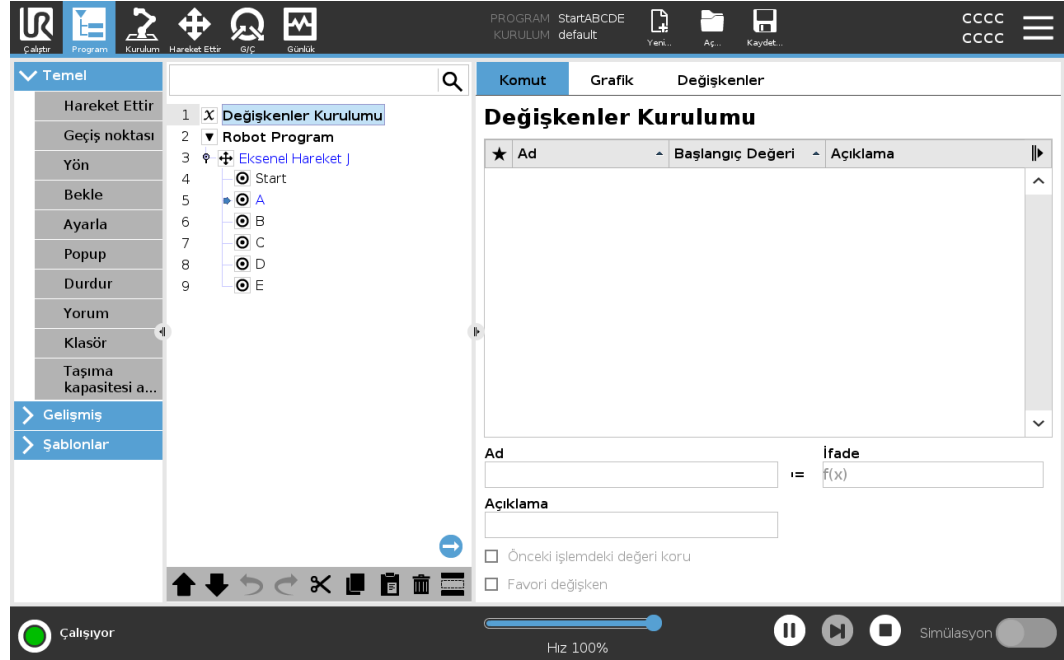 UR
PROGRAM StartABCDE
KURULUM default
CCCC
CCCC
Çalıştır Program Kurulum Hareket Ettir G/Ç Günlük Yeni... Aç... Kaydet...
Temel
Hareket Ettir
Geçiş noktası
Yön
Bekle
Ayarla
Popup
Durdur
Yorum
Klasör
Taşıma
kapasitesi a...
Gelişmiş
Şablonlar
1 X Değişkenler Kurulumu
2 Robot Program
3 Eksenel Hareket J
4 Start
5 A
6 B
7 C
8 D
9 E
Komut Grafik Değişkenler
Değişkenler Kurulumu
Ad Başlangıç Değeri Açıklama
Ad İfade
:= f(x)
Açıklama
Önceki işlemdeki değeri koru
Favori değişken
Çalışıyor
Hız 100%
Simülasyon